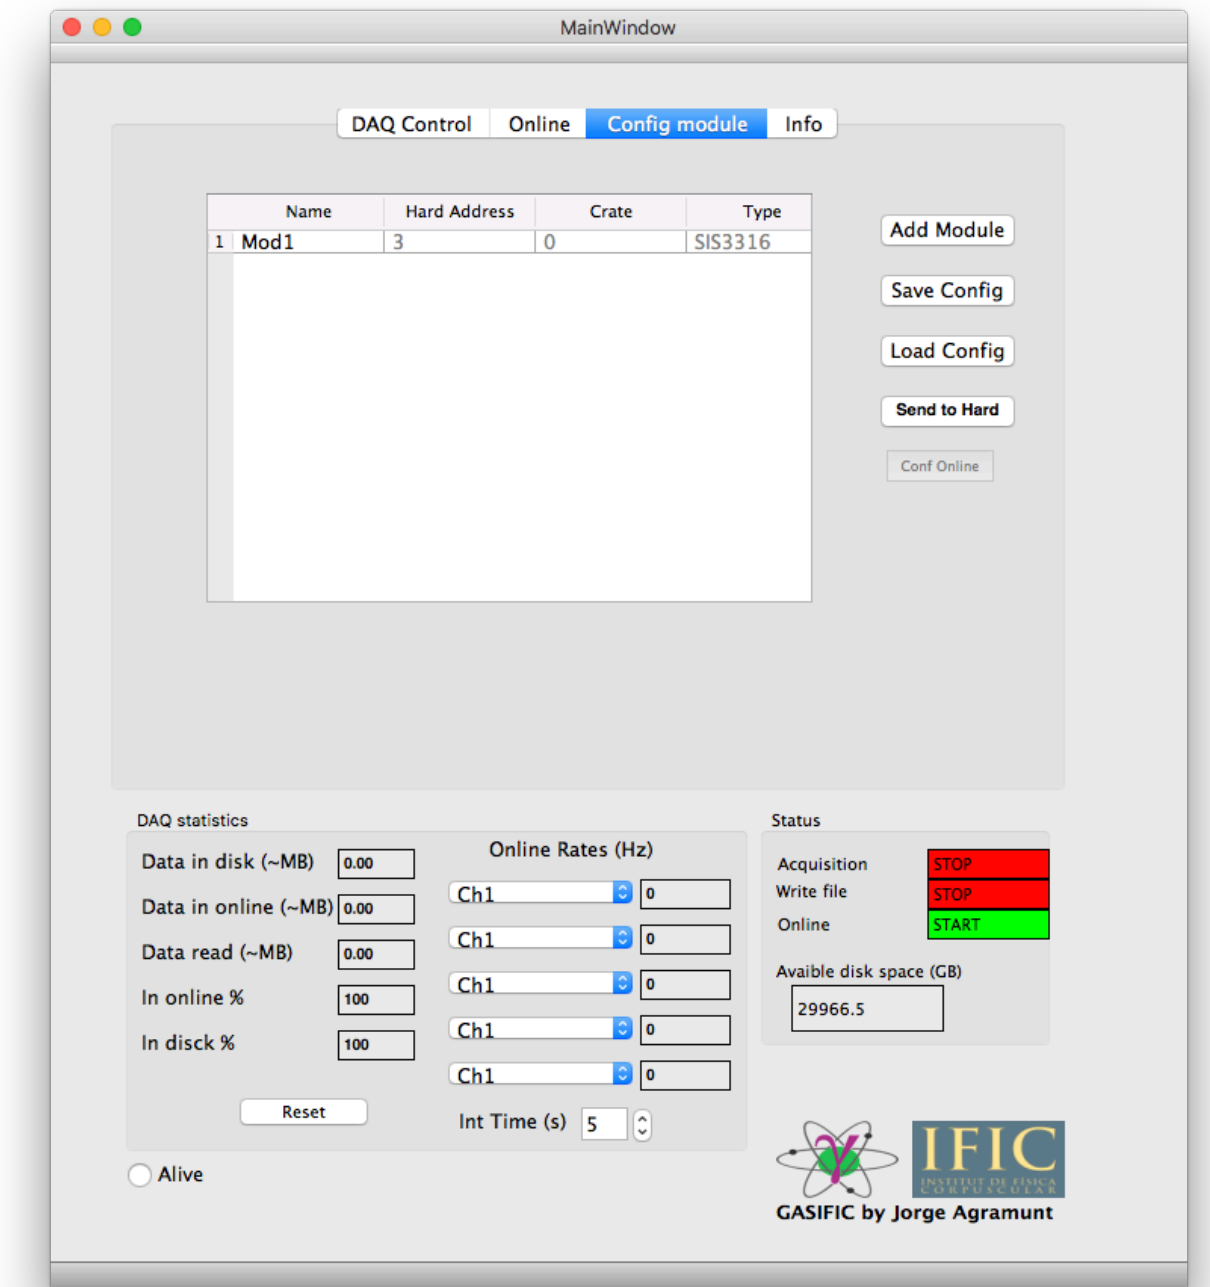 MainWindow
DAQ Control Online Config module Info
Name Hard Address Crate Type
1 Mod1 3 0 SIS3316
Add Module
Save Config
Load Config
Send to Hard
Conf Online
DAQ statistics
Data in disk (~MB) 0.00
Data in online (~MB) 0.00
Data read (~MB) 0.00
In online % 100
In disck % 100
Reset
Online Rates (Hz)
Ch1 0
Ch1 0
Ch1 0
Ch1 0
Ch1 0
Int Time (s) 5
Status
Acquisition STOP
Write file STOP
Online START
Avaible disk space (GB)
29966.5
Alive
γ
IFIC
INSTITUT DE FÍSICA
CORPUSCULAR
GASIFIC by Jorge Agramunt